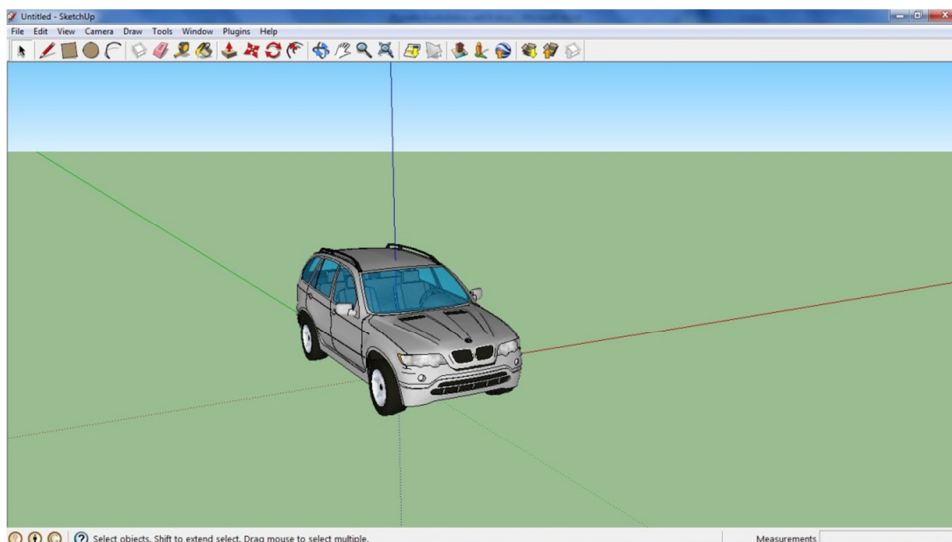 Untitled - SketchUp
File Edit View Camera Draw Tools Window Plugins Help
Select objects. Shift to extend select. Drag mouse to select multiple. Measurements